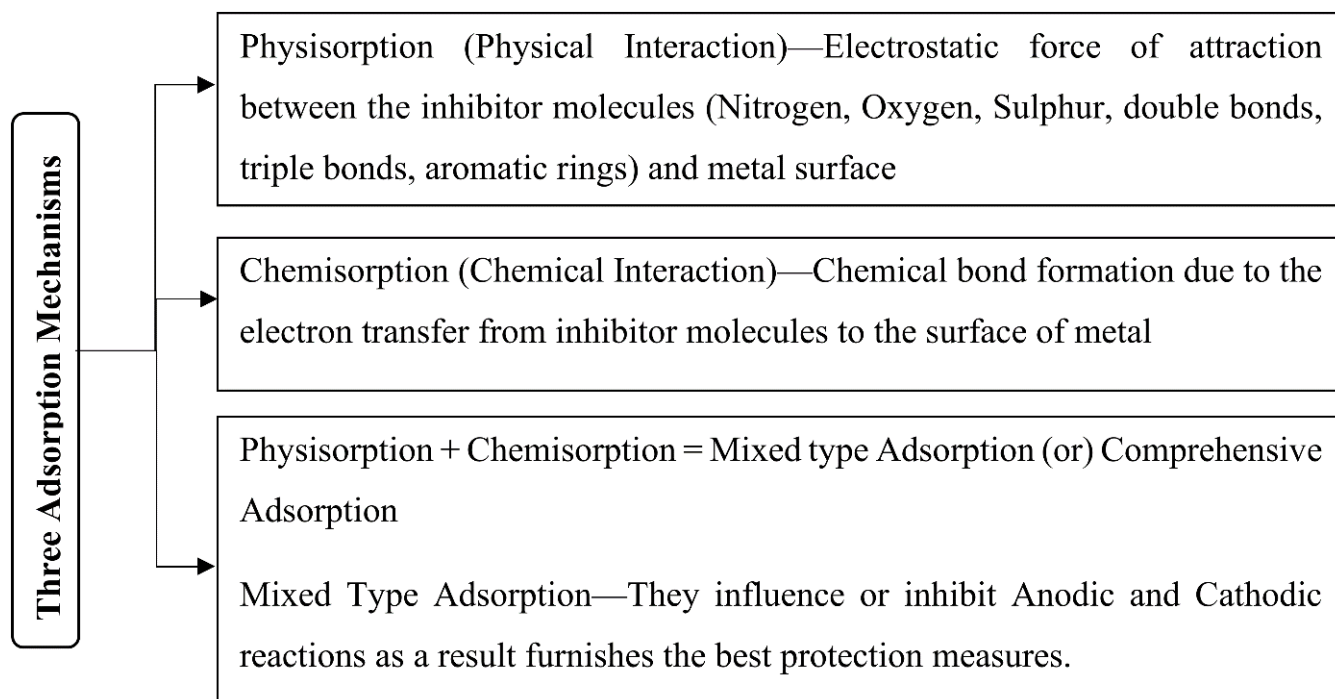 Three Adsorption Mechanisms
Physisorption (Physical Interaction)—Electrostatic force of attraction
between the inhibitor molecules (Nitrogen, Oxygen, Sulphur, double bonds,
triple bonds, aromatic rings) and metal surface
Chemisorption (Chemical Interaction)—Chemical bond formation due to the
electron transfer from inhibitor molecules to the surface of metal
Physisorption + Chemisorption = Mixed type Adsorption (or) Comprehensive
Adsorption
Mixed Type Adsorption—They influence or inhibit Anodic and Cathodic
reactions as a result furnishes the best protection measures.